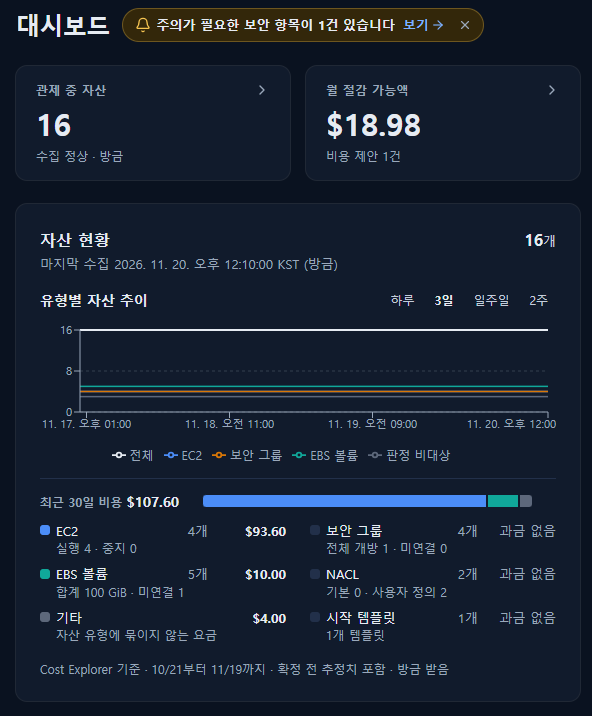 대시보드
주의가 필요한 보안 항목이 1건 있습니다 보기 → ×
관제 중 자산 >
16
수집 정상 · 방금
월 절감 가능액 >
$18.98
비용 제안 1건
자산 현황 16개
마지막 수집 2026. 11. 20. 오후 12:10:00 KST (방금)
유형별 자산 추이 하루 3일 일주일 2주
16
8
0
11. 17. 오후 01:00 11. 18. 오전 11:00 11. 19. 오전 09:00 11. 20. 오후 12:00
전체 EC2 보안 그룹 EBS 볼륨 판정 비대상
최근 30일 비용 $107.60
EC2 4개 $93.60
실행 4 · 중지 0
보안 그룹 4개 과금 없음
전체 개방 1 · 미연결 0
EBS 볼륨 5개 $10.00
합계 100 GiB · 미연결 1
NACL 2개 과금 없음
기본 0 · 사용자 정의 2
기타 $4.00
자산 유형에 묶이지 않는 요금
시작 템플릿 1개 과금 없음
1개 템플릿
Cost Explorer 기준 · 10/21부터 11/19까지 · 확정 전 추정치 포함 · 방금 받음